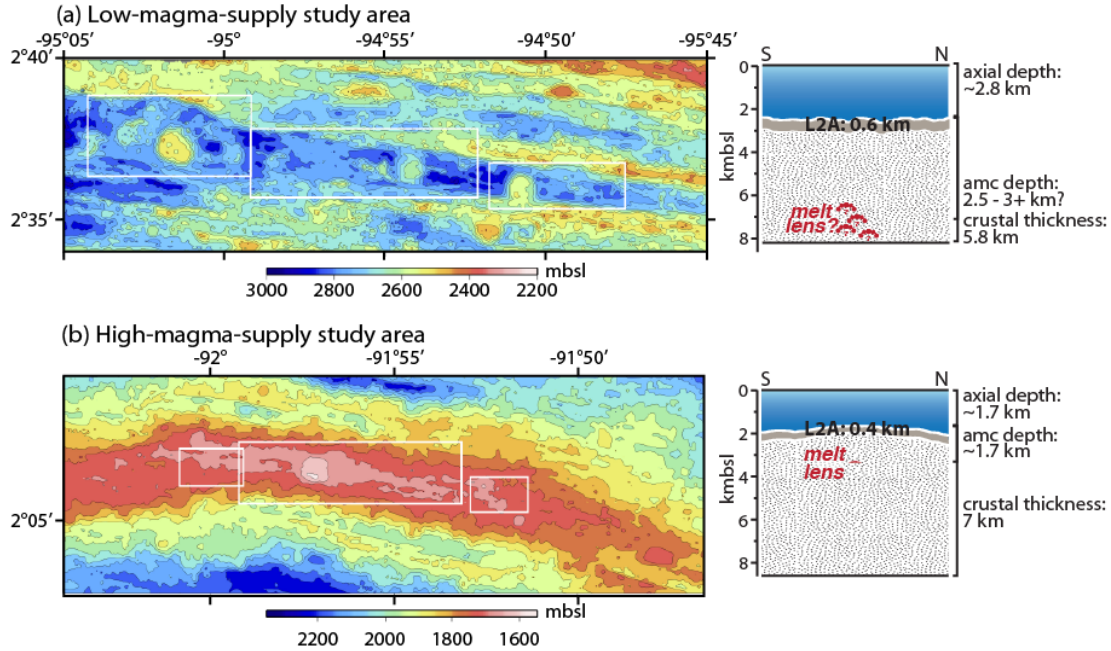 (a) Low-magma-supply study area
-95°05′ -95° -94°55′ -94°50′ -95°45′
2°40′
2°35′
3000 2800 2600 2400 2200 mbsl
S N
0
2
4
6
8
kmbsl
L2A: 0.6 km
melt
lens?
axial depth:
~2.8 km
amc depth:
2.5 - 3+ km?
crustal thickness:
5.8 km
(b) High-magma-supply study area
-92° -91°55′ -91°50′
2°05′
2200 2000 1800 1600 mbsl
S N
0
2
4
6
8
kmbsl
L2A: 0.4 km
melt
lens
axial depth:
~1.7 km
amc depth:
~1.7 km
crustal thickness:
7 km